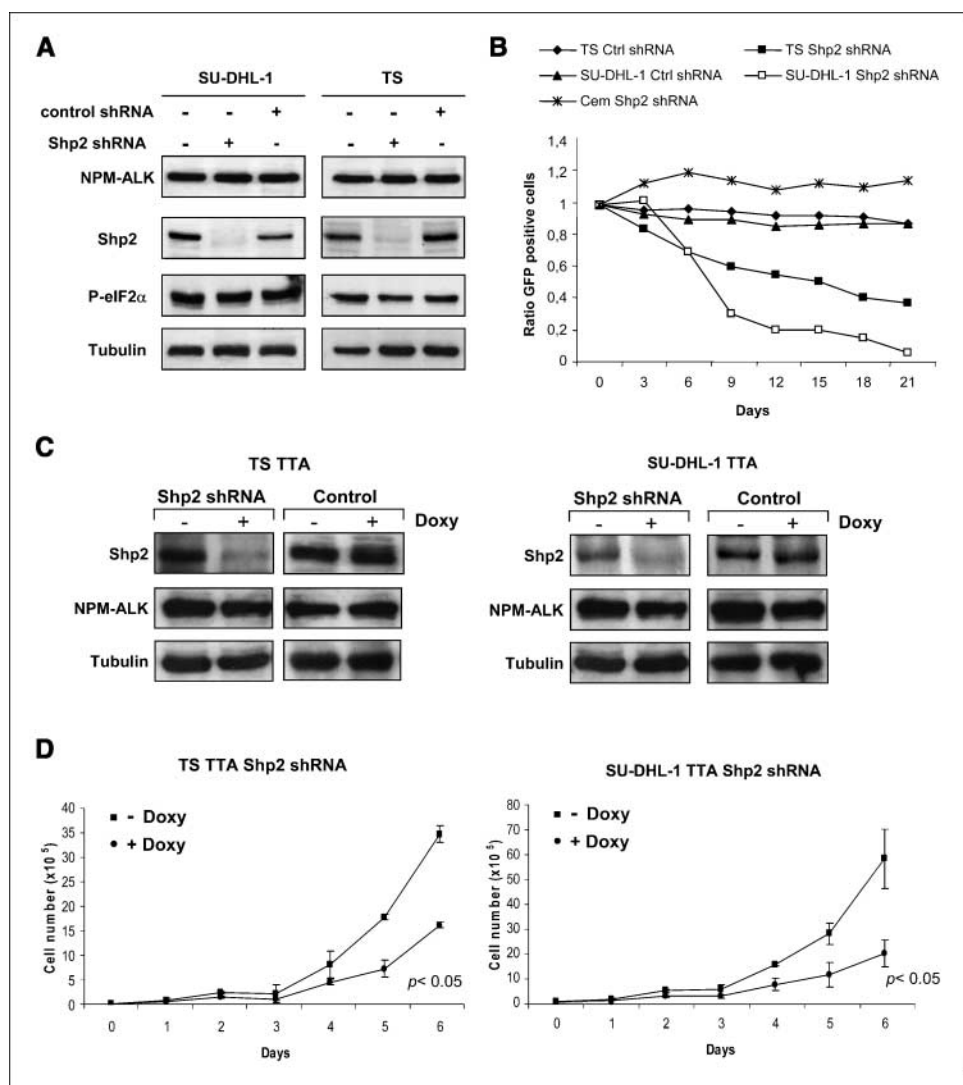 A
SU-DHL-1 TS
control shRNA - - + - - +
Shp2 shRNA - + - - + -
NPM-ALK
Shp2
P-eIF2α
Tubulin
B
TS Ctrl shRNA TS Shp2 shRNA
SU-DHL-1 Ctrl shRNA SU-DHL-1 Shp2 shRNA
Cem Shp2 shRNA
Ratio GFP positive cells
1,4
1,2
1
0,8
0,6
0,4
0,2
0
0 3 6 9 12 15 18 21
Days
C
TS TTA
Shp2 shRNA Control
- + - + Doxy
Shp2
NPM-ALK
Tubulin
SU-DHL-1 TTA
Shp2 shRNA Control
- + - + Doxy
Shp2
NPM-ALK
Tubulin
D
TS TTA Shp2 shRNA
- Doxy
+ Doxy
Cell number (x10 5)
40
35
30
25
20
15
10
5
0
p< 0.05
0 1 2 3 4 5 6
Days
SU-DHL-1 TTA Shp2 shRNA
- Doxy
+ Doxy
Cell number (x10 5)
80
70
60
50
40
30
20
10
0
p< 0.05
0 1 2 3 4 5 6
Days